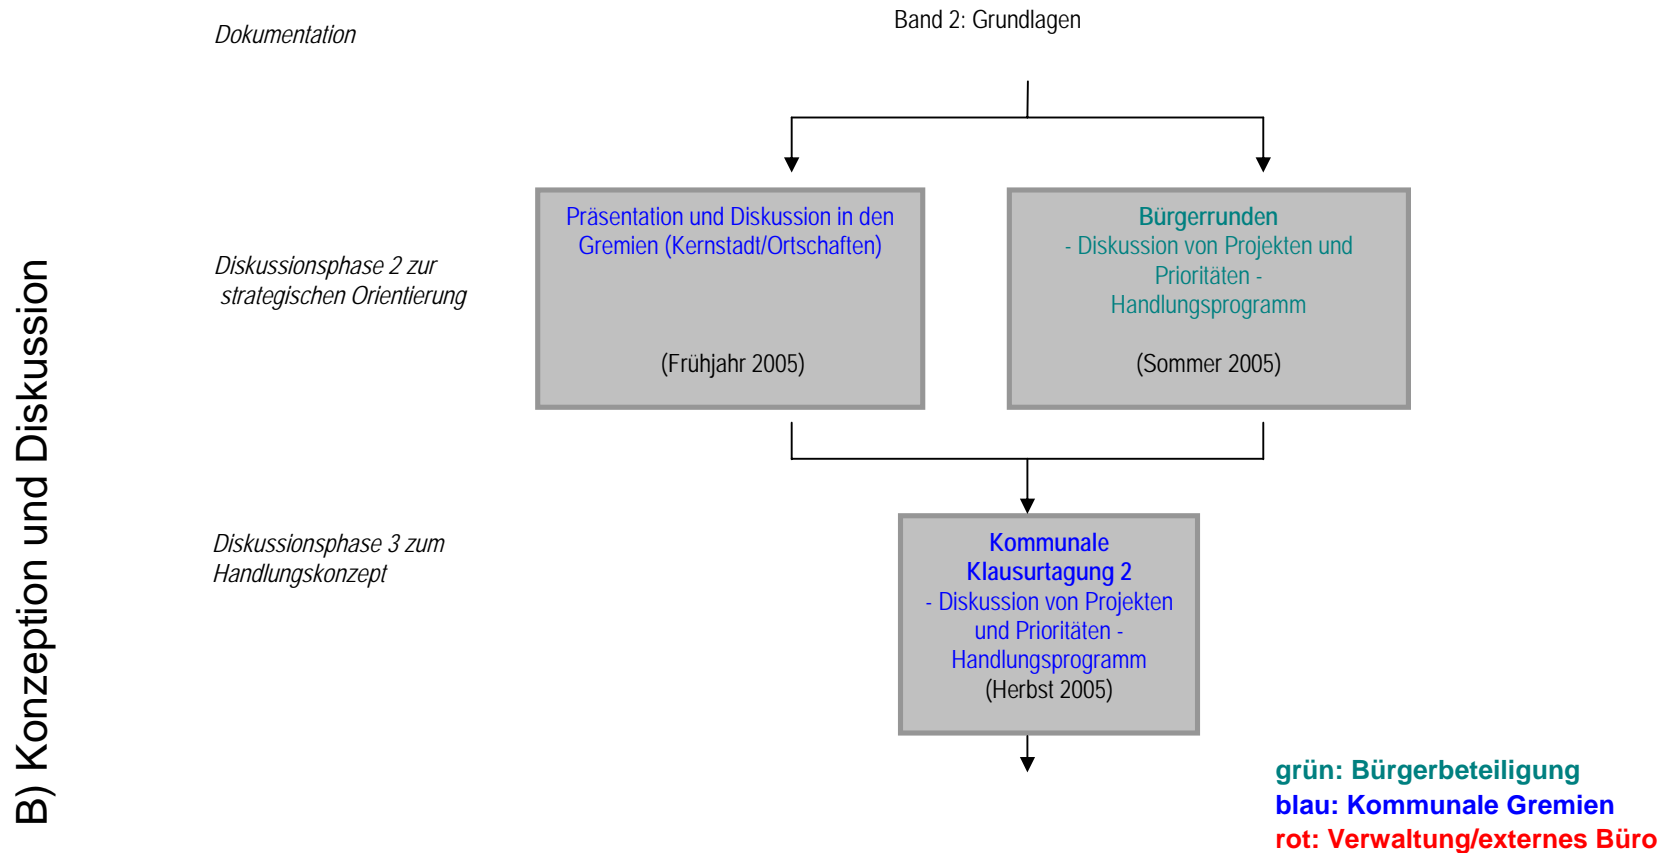 B) Konzeption und Diskussion
Dokumentation
Band 2: Grundlagen
Diskussionsphase 2 zur
strategischen Orientierung
Präsentation und Diskussion in den
Gremien (Kernstadt/Ortschaften)
(Frühjahr 2005)
Bürgerrunden
- Diskussion von Projekten und
Prioritäten -
Handlungsprogramm
(Sommer 2005)
Diskussionsphase 3 zum
Handlungskonzept
Kommunale
Klausurtagung 2
- Diskussion von Projekten
und Prioritäten -
Handlungsprogramm
(Herbst 2005)
grün: Bürgerbeteiligung
blau: Kommunale Gremien
rot: Verwaltung/externes Büro